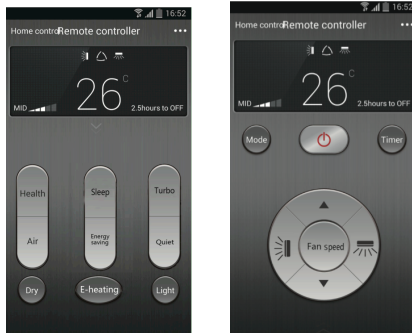 16:52
Home control Remote controller
26 C
MID
2.5hours to OFF
Health
Sleep
Turbo
Air
Energy
saving
Quiet
Dry
E-heating
Light
16:52
Home control Remote controller
26 C
MID
2.5hours to OFF
Mode
Timer
Fan speed